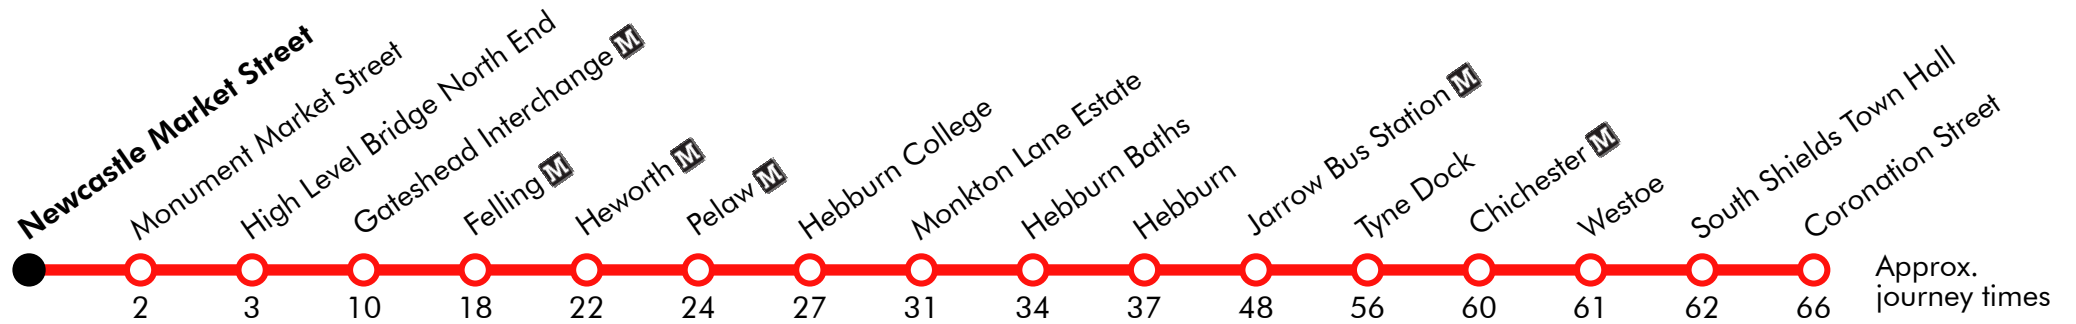 Newcastle Market Street
Monument Market Street
High Level Bridge North End
Gateshead Interchange M
Felling M
Heworth M
Pelaw M
Hebburn College
Monkton Lane Estate
Hebburn Baths
Hebburn
Jarrow Bus Station M
Tyne Dock
Chichester M
Westoe
South Shields Town Hall
Coronation Street
2 3 10 18 22 24 27 31 34 37 48 56 60 61 62 66
Approx.
journey times